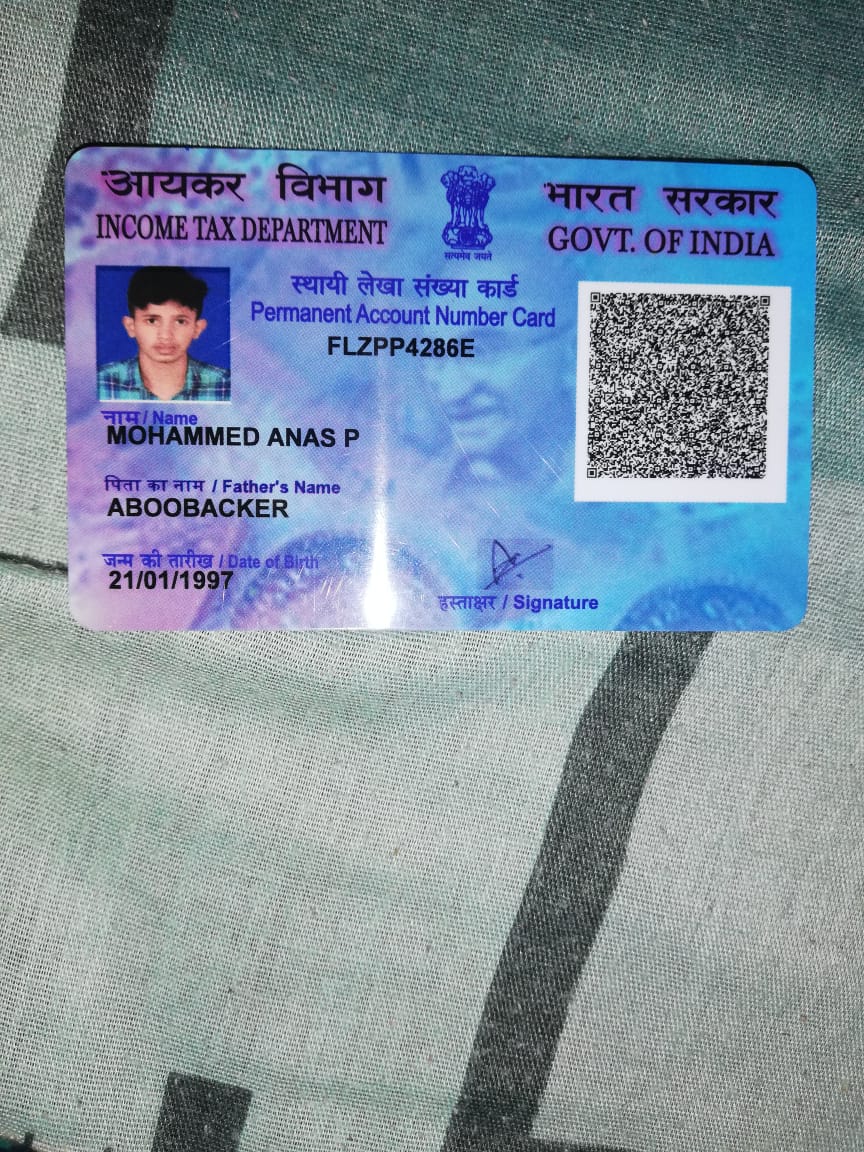 आयकर विभाग
INCOME TAX DEPARTMENT
सत्यमेव जयते
भारत सरकार
GOVT. OF INDIA
स्थायी लेखा संख्या कार्ड
Permanent Account Number Card
FLZPP4286E
नाम / Name
MOHAMMED ANAS P
पिता का नाम / Father's Name
ABOOBACKER
जन्म की तारीख / Date of Birth
21/01/1997
हस्ताक्षर / Signature